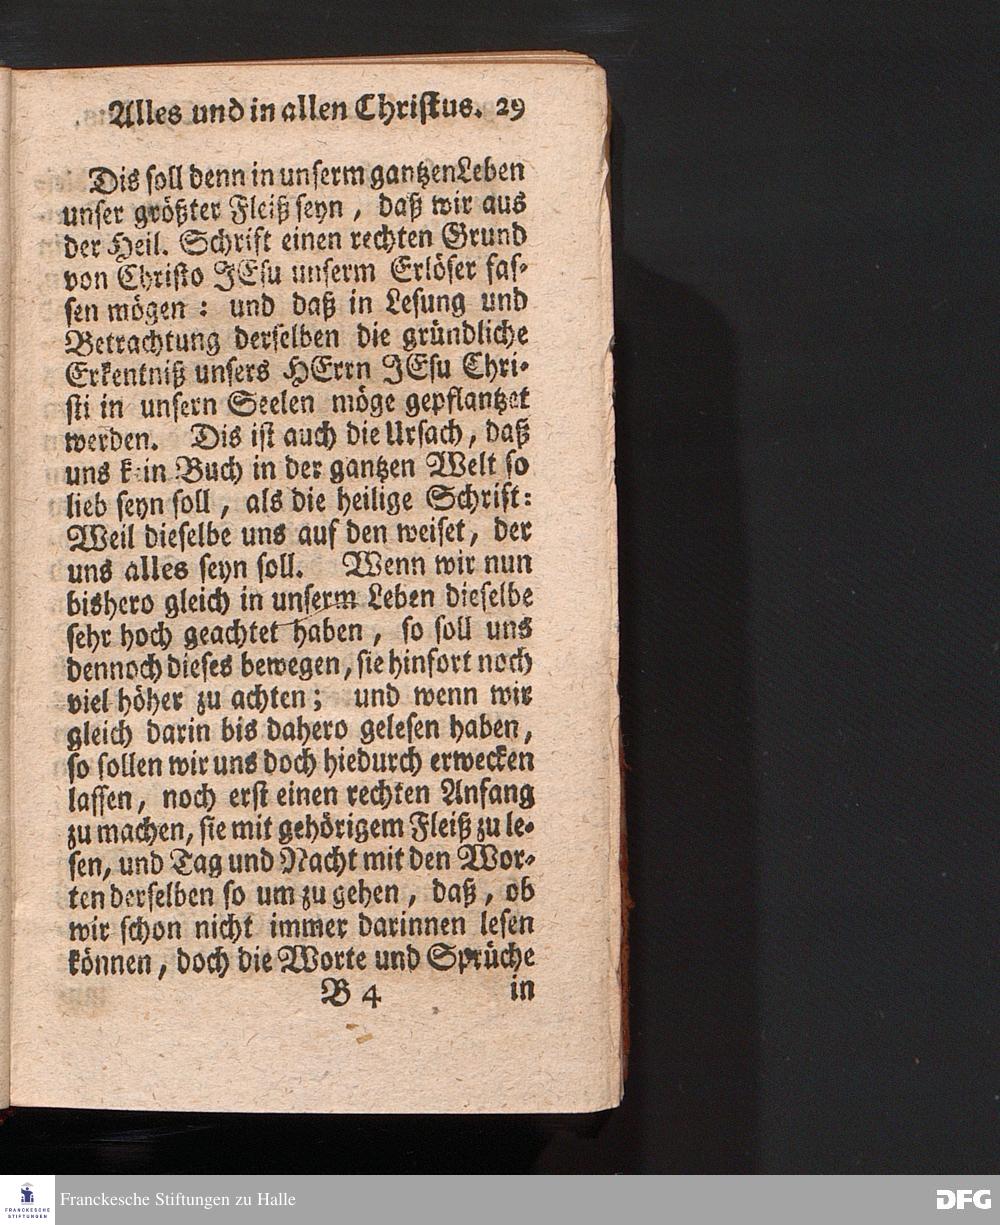 Alles und in allen Christus. 29
Dis soll denn in unserm gantzen Leben
unser größter Fleiß seyn, daß wir aus
der Heil. Schrift einen rechten Grund
von Christo JEsu unserm Erlöser fas-
sen mögen: und daß in Lesung und
Betrachtung derselben die gründliche
Erkentniß unsers HErrn JEsu Chri-
sti in unsern Seelen möge gepflantzet
werden. Dis ist auch die Ursach, daß
uns kein Buch in der gantzen Welt so
lieb seyn soll, als die heilige Schrift:
Weil dieselbe uns auf den weiset, der
uns alles seyn soll. Wenn wir nun
bishero gleich in unserm Leben dieselbe
sehr hoch geachtet haben, so soll uns
dennoch dieses bewegen, sie hinfort noch
viel höher zu achten; und wenn wir
gleich darin bis dahero gelesen haben,
so sollen wir uns doch hiedurch erwecken
lassen, noch erst einen rechten Anfang
zu machen, sie mit gehörigem Fleiß zu le-
sen, und Tag und Nacht mit den Wor-
ten derselben so um zu gehen, daß, ob
wir schon nicht immer darinnen lesen
können, doch die Worte und Sprüche
B 4 in
FRANCKESCHE
STIFTUNGEN
Franckesche Stiftungen zu Halle
DFG